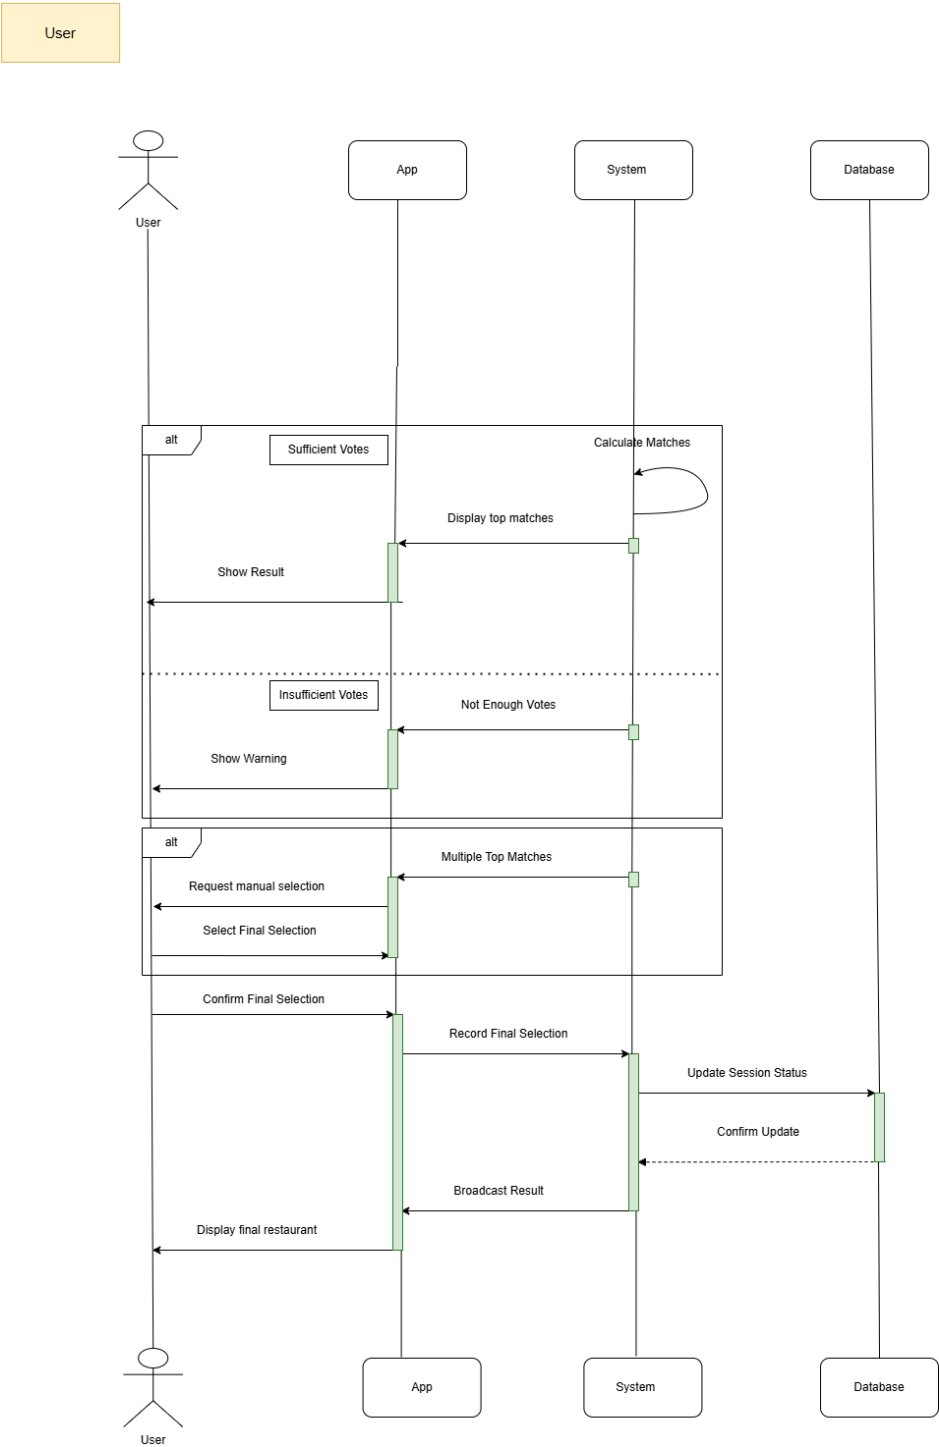 User
User
App
System
Database
alt
Sufficient Votes
Calculate Matches
Display top matches
Show Result
Insufficient Votes
Not Enough Votes
Show Warning
alt
Multiple Top Matches
Request manual selection
Select Final Selection
Confirm Final Selection
Record Final Selection
Update Session Status
Confirm Update
Broadcast Result
Display final restaurant
User
App
System
Database